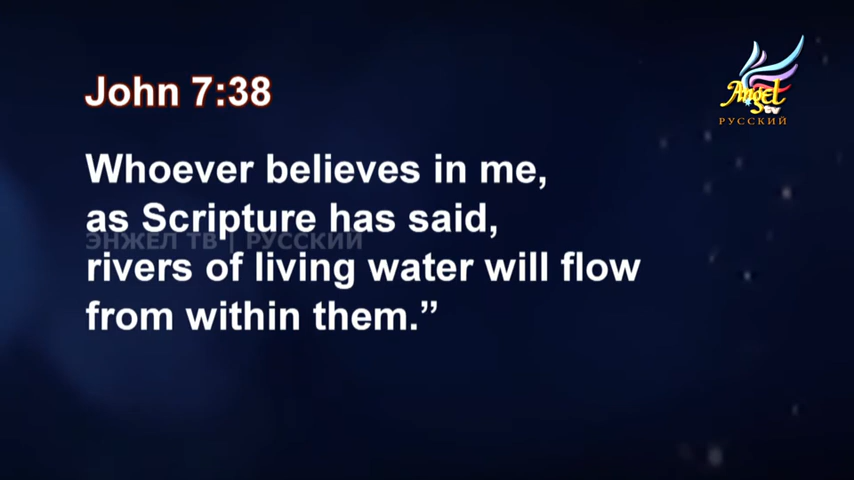 John 7:38
Angel
tv
РУССКИЙ
Whoever believes in me,
as Scripture has said,
ЭНЖЕЛ ТВ | РУССКИЙ
rivers of living water will flow
from within them.”